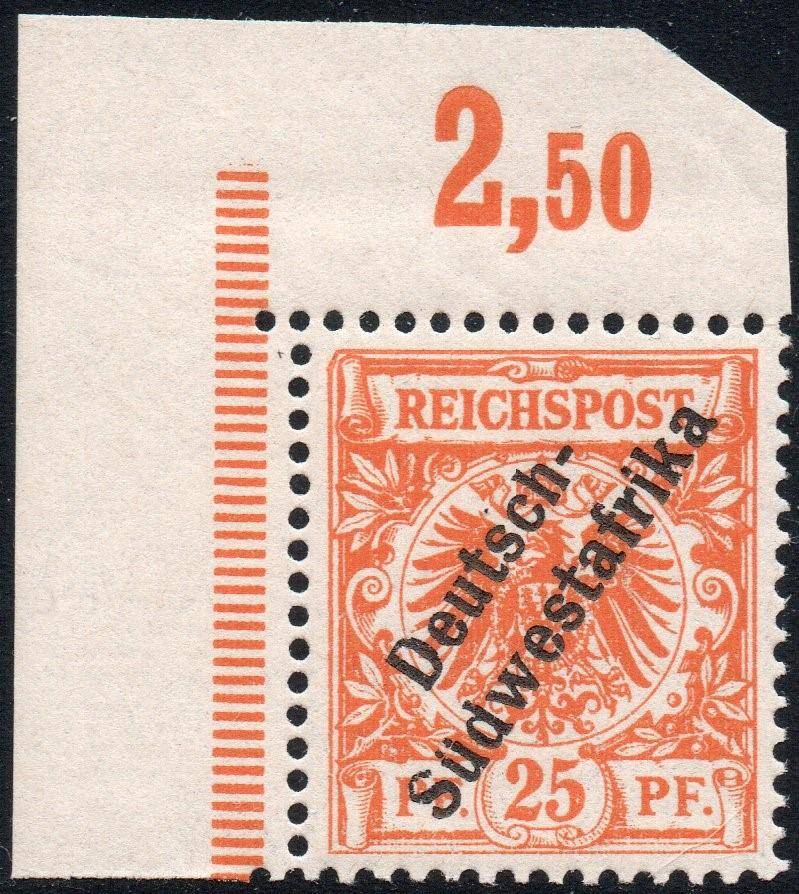 2,50
REICHSPOST
Deutsch-
Südwestafrika
PF. 25 PF.